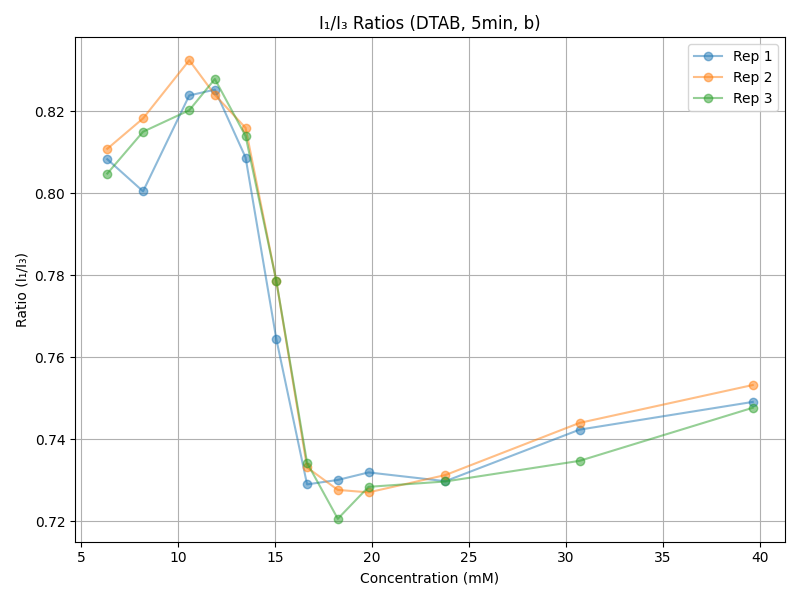 I₁/I₃ Ratios (DTAB, 5min, b)
Rep 1
Rep 2
Rep 3
Ratio (I₁/I₃)
0.82
0.80
0.78
0.76
0.74
0.72
5 10 15 20 25 30 35 40
Concentration (mM)